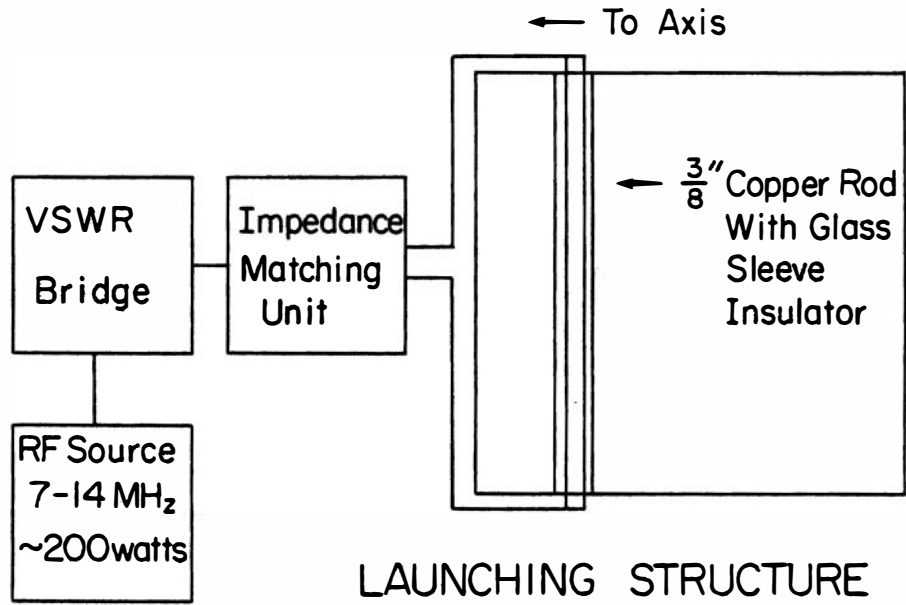 ← To Axis
VSWR
Bridge
Impedance
Matching
Unit
← 3/8" Copper Rod
With Glass
Sleeve
Insulator
RF Source
7-14 MHz
~200watts
LAUNCHING STRUCTURE